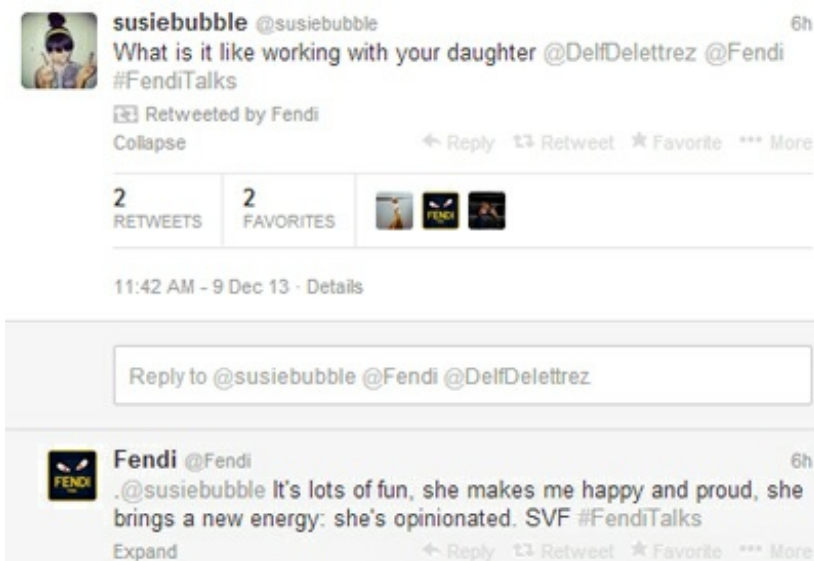 susiebubble @susiebubble 6h
What is it like working with your daughter @DelfDelettrez @Fendi
#FendiTalks
Retweeted by Fendi
Collapse Reply Retweet Favorite More
2 2
RETWEETS FAVORITES
FENDI
11:42 AM - 9 Dec 13 · Details
Reply to @susiebubble @Fendi @DelfDelettrez
Fendi @Fendi 6h
FENDI
.@susiebubble It's lots of fun, she makes me happy and proud, she
brings a new energy: she's opinionated. SVF #FendiTalks
Expand Reply Retweet Favorite More